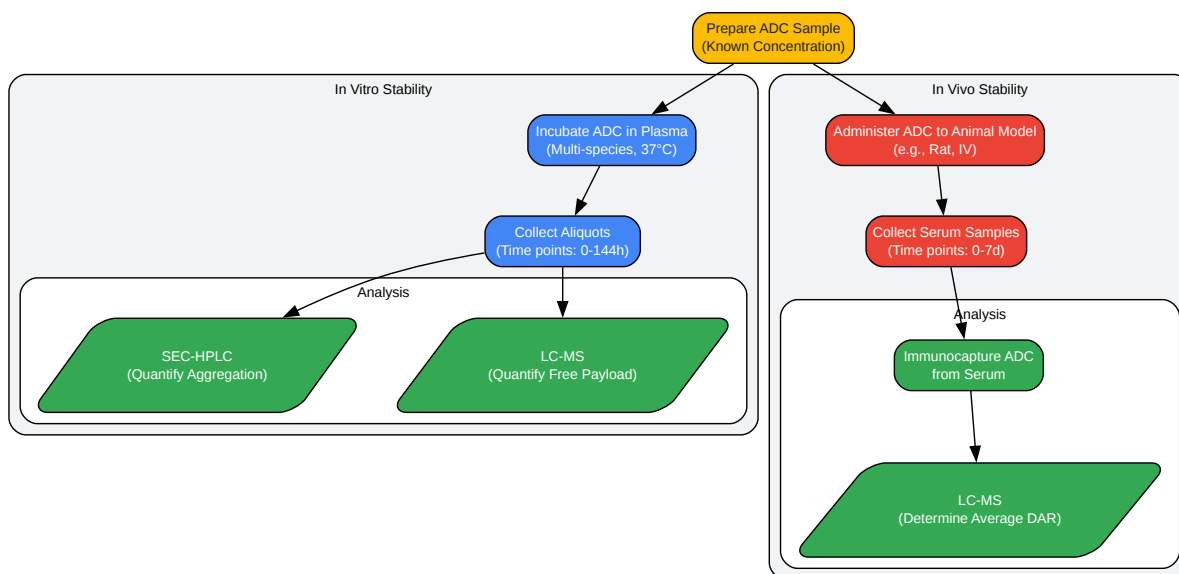 Prepare ADC Sample
(Known Concentration)
In Vitro Stability
Incubate ADC in Plasma
(Multi-species, 37°C)
Collect Aliquots
(Time points: 0-144h)
Analysis
SEC-HPLC
(Quantify Aggregation)
LC-MS
(Quantify Free Payload)
In Vivo Stability
Administer ADC to Animal Model
(e.g., Rat, IV)
Collect Serum Samples
(Time points: 0-7d)
Analysis
Immunocapture ADC
from Serum
LC-MS
(Determine Average DAR)